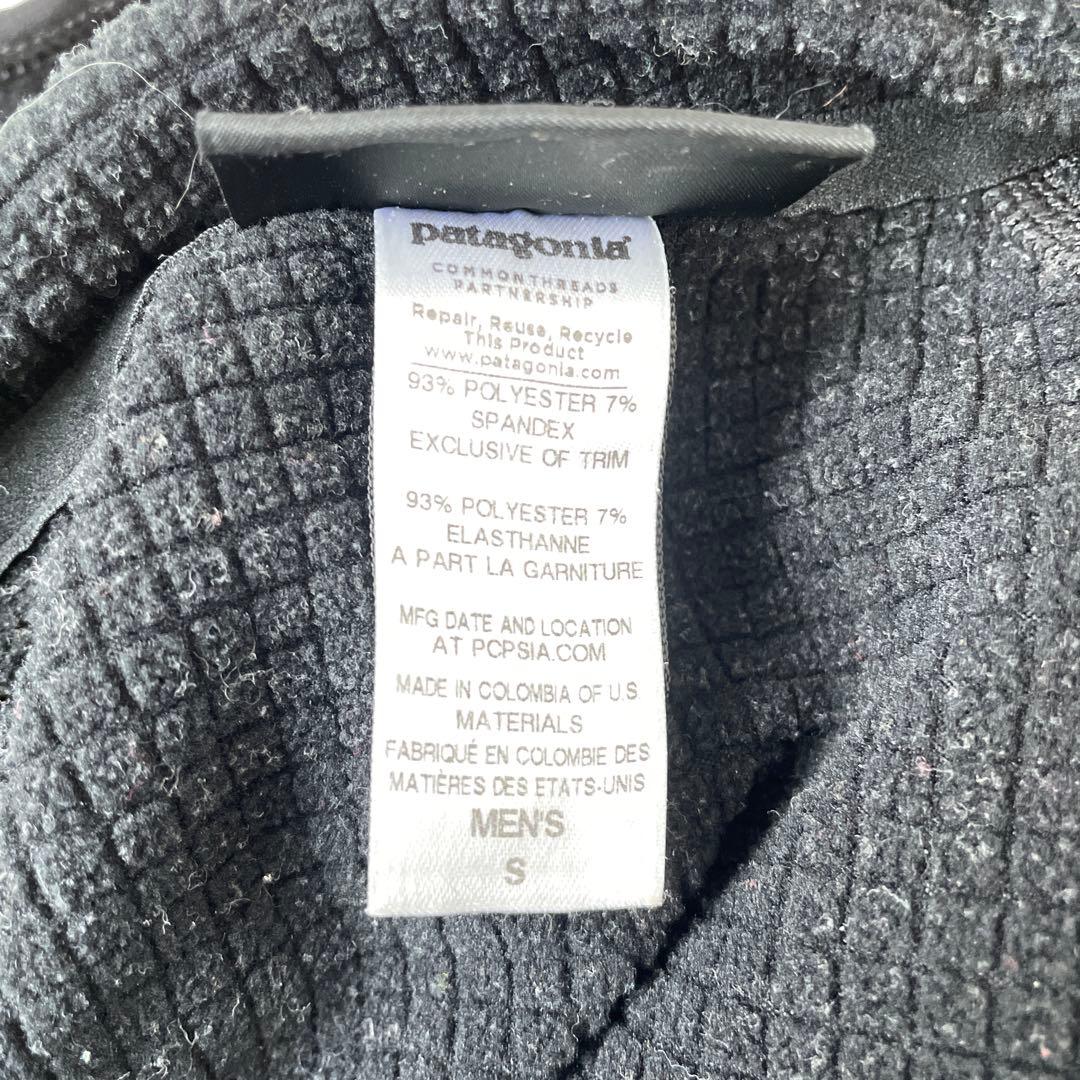 patagonia®
COMMON THREADS
PARTNERSHIP
Repair, Reuse, Recycle
This Product
www.patagonia.com
93% POLYESTER 7%
SPANDEX
EXCLUSIVE OF TRIM
93% POLYESTER 7%
ELASTHANNE
A PART LA GARNITURE
MFG DATE AND LOCATION
AT PCPSIA.COM
MADE IN COLOMBIA OF U.S
MATERIALS
FABRIQUÉ EN COLOMBIE DES
MATIÈRES DES ETATS-UNIS
MEN'S
S